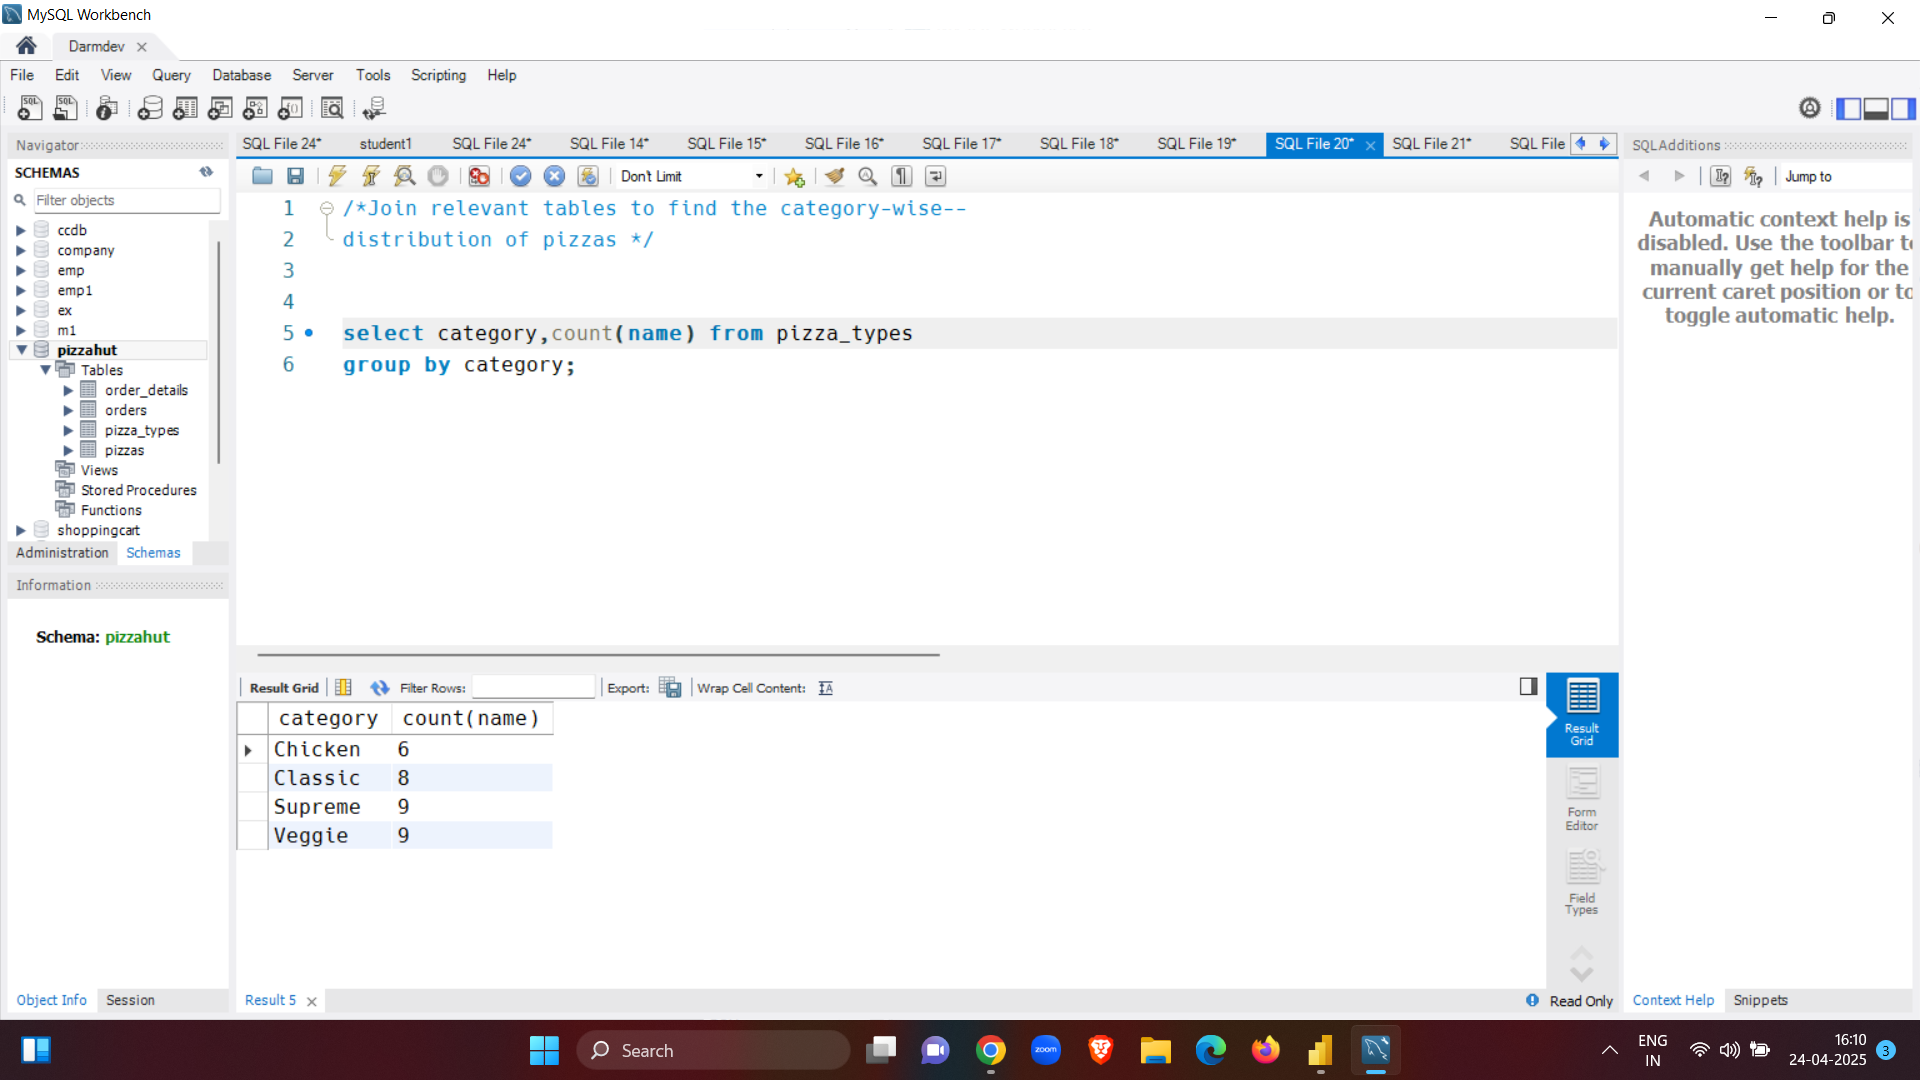 MySQL Workbench
Darmdev
File Edit View Query Database Server Tools Scripting Help
Navigator
SCHEMAS
Filter objects
ccdb
company
emp
emp1
ex
m1
pizzahut
Tables
order_details
orders
pizza_types
pizzas
Views
Stored Procedures
Functions
shoppingcart
Administration Schemas
Information
Schema: pizzahut
Object Info Session
SQL File 24* student1 SQL File 24* SQL File 14* SQL File 15* SQL File 16* SQL File 17* SQL File 18* SQL File 19* SQL File 20* SQL File 21* SQL File
Don't Limit
1 /*Join relevant tables to find the category-wise--
2 distribution of pizzas */
3
4
5 select category,count(name) from pizza_types
6 group by category;
Result Grid Filter Rows: Export: Wrap Cell Content:
category count(name)
Chicken 6
Classic 8
Supreme 9
Veggie 9
Result Grid
Form Editor
Field Types
Result 5
Read Only
SQLAdditions
Jump to
Automatic context help is
disabled. Use the toolbar to
manually get help for the
current caret position or to
toggle automatic help.
Context Help Snippets
Search
zoom
ENG
IN
16:10
24-04-2025
3